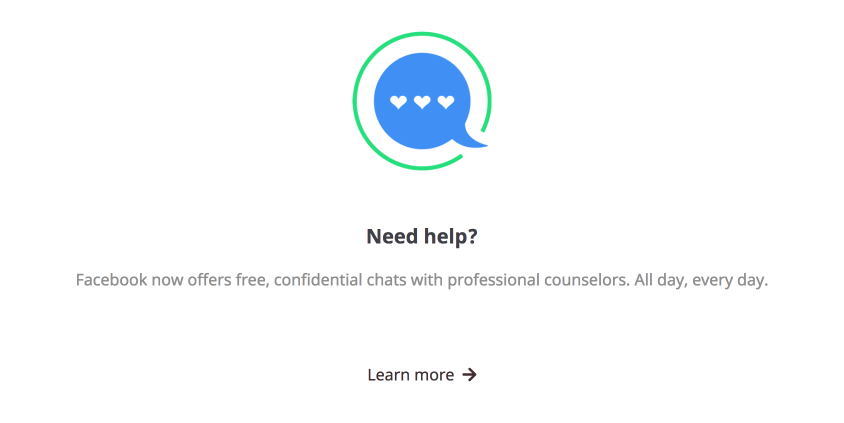 Need help?
Facebook now offers free, confidential chats with professional counselors. All day, every day.
Learn more